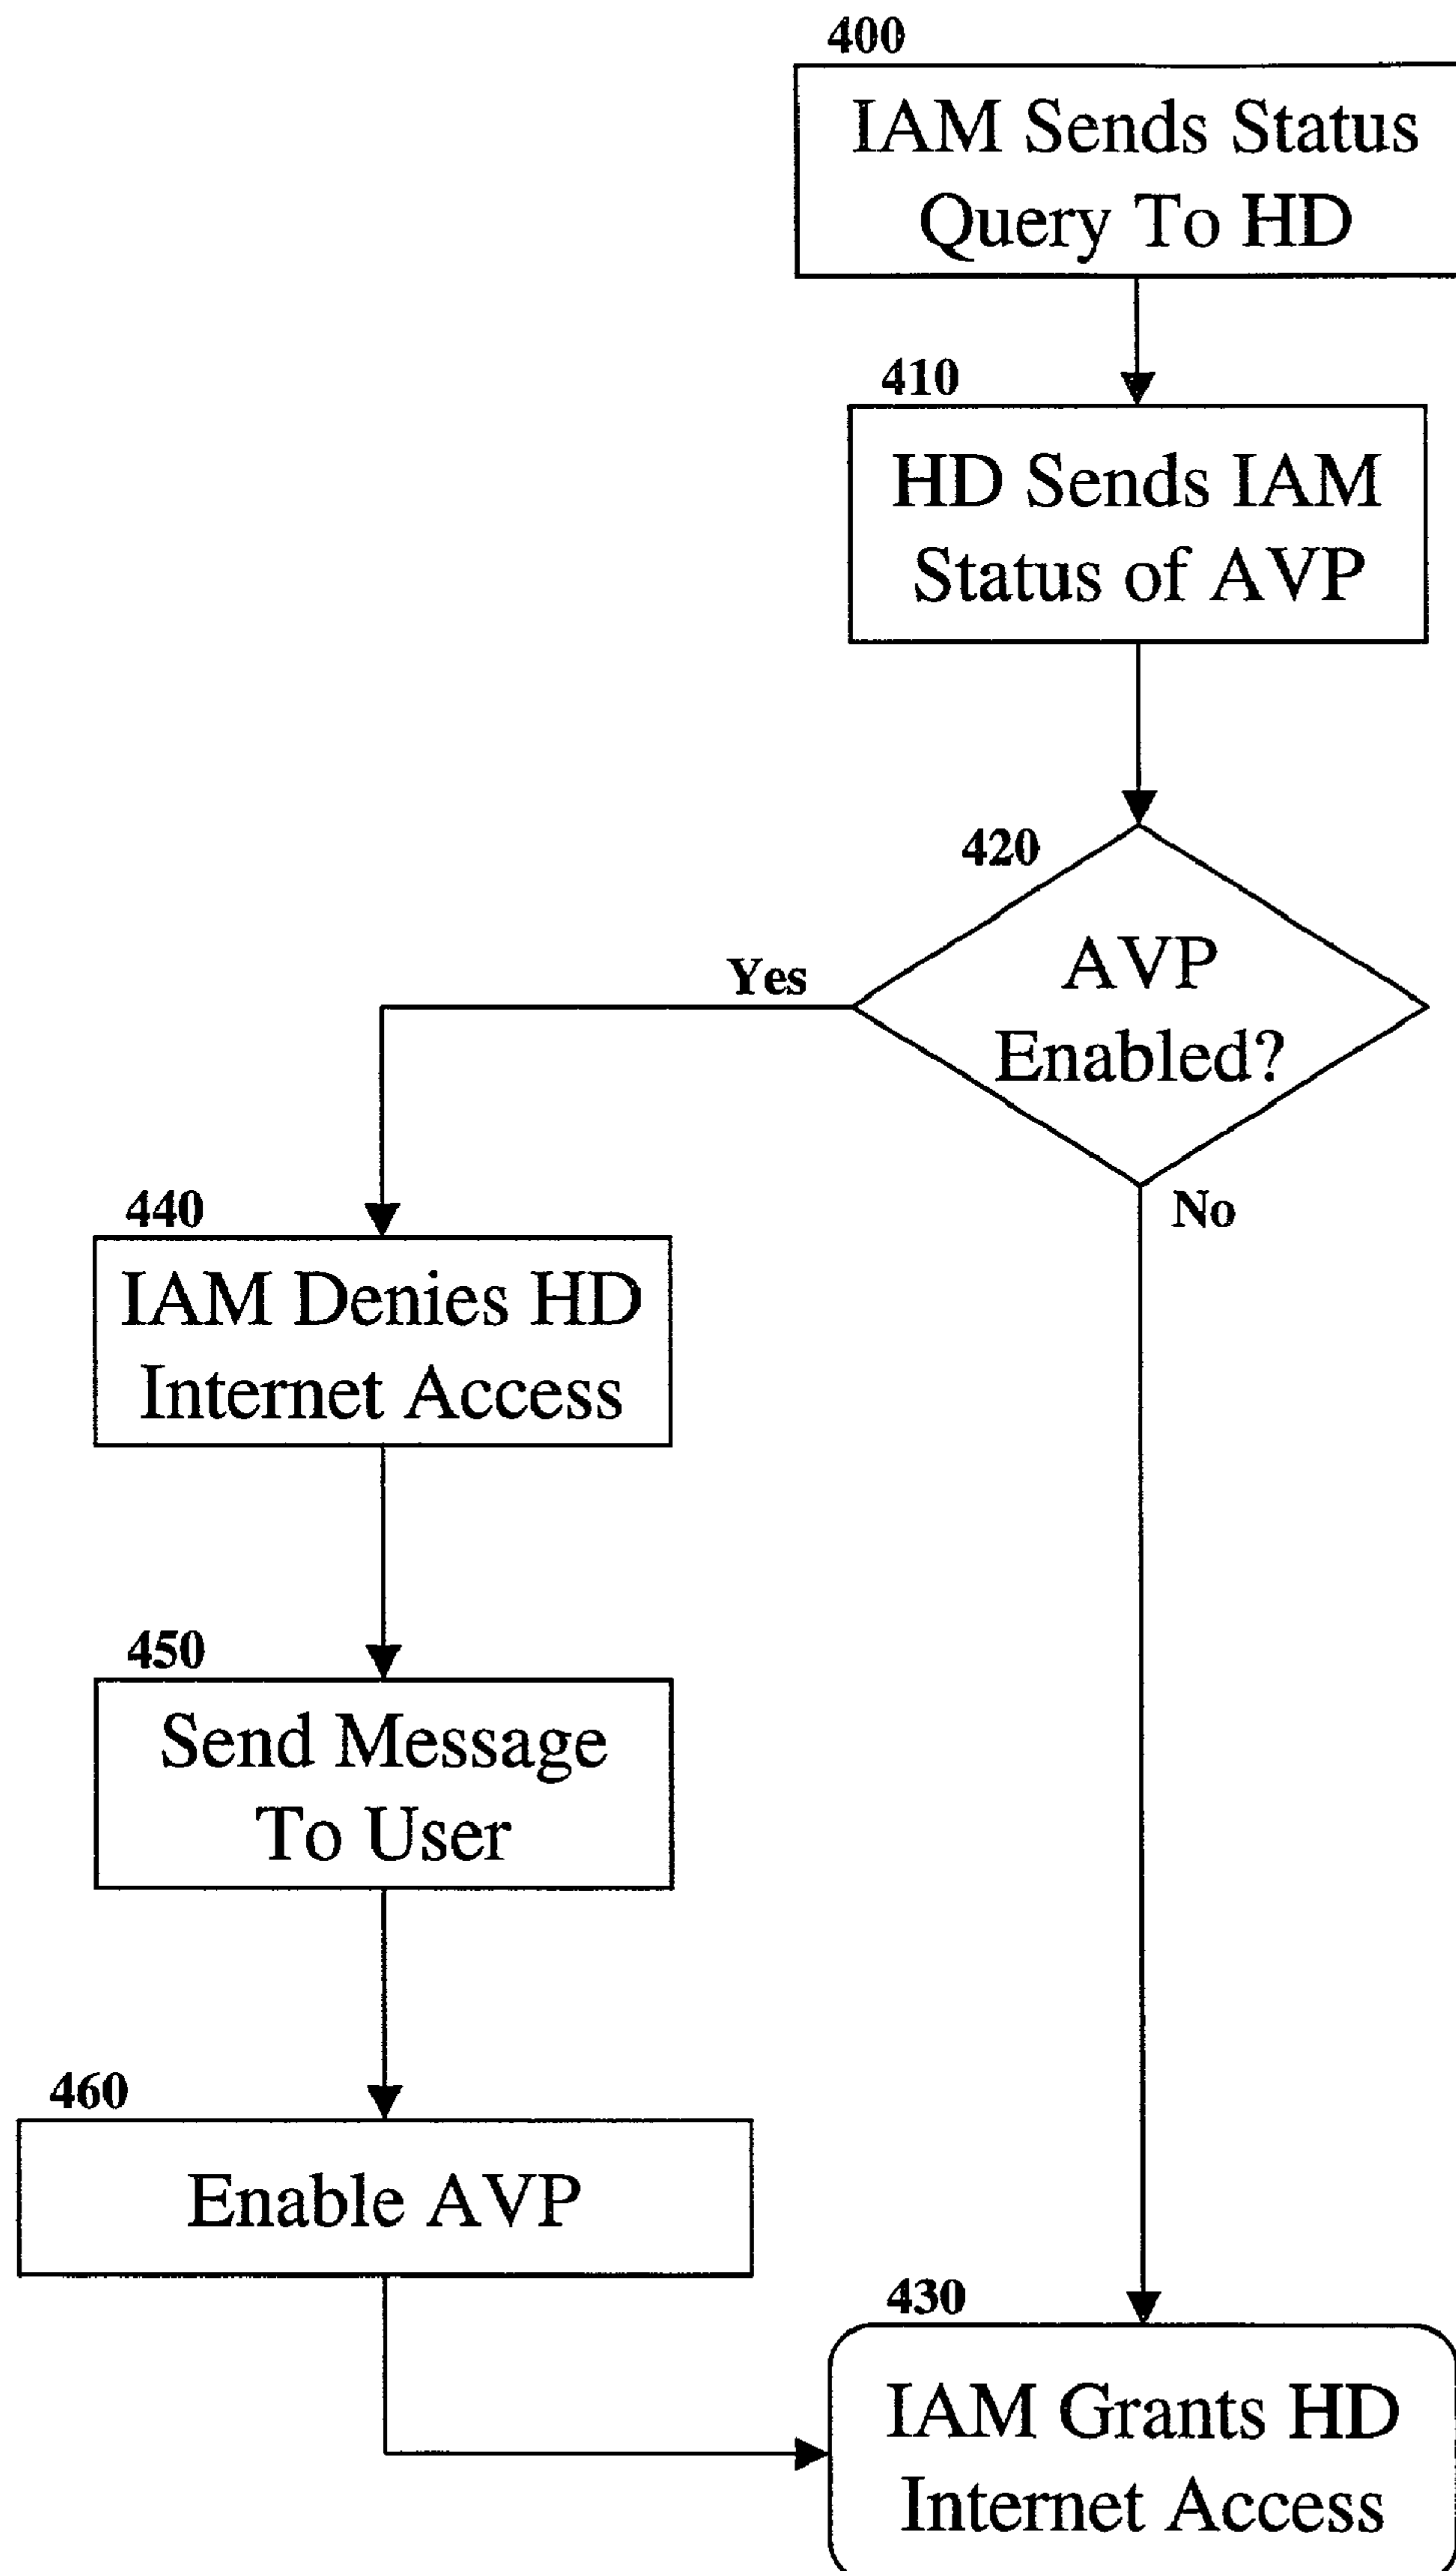 400
IAM Sends Status
Query To HD
410
HD Sends IAM
Status of AVP
420
AVP
Enabled?
Yes
No
440
IAM Denies HD
Internet Access
450
Send Message
To User
460
Enable AVP
430
IAM Grants HD
Internet Access